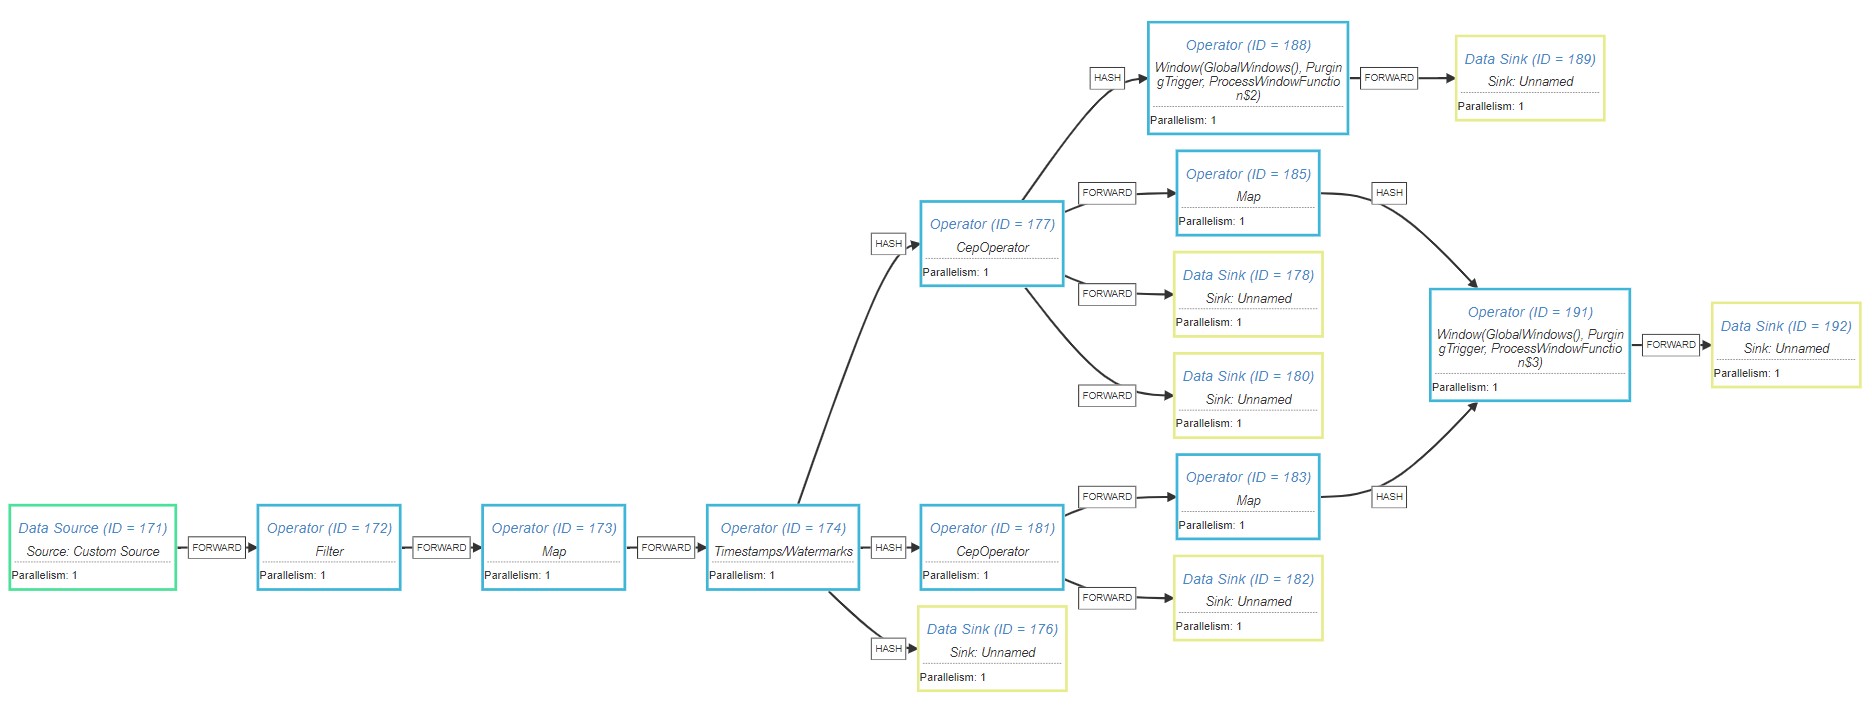 Operator (ID = 188)
Window(GlobalWindows(), Purgin
gTrigger, ProcessWindowFunctio
n$2)
Parallelism: 1
HASH
FORWARD
Data Sink (ID = 189)
Sink: Unnamed
Parallelism: 1
Operator (ID = 185)
Map
Parallelism: 1
FORWARD
HASH
Operator (ID = 177)
CepOperator
Parallelism: 1
HASH
Data Sink (ID = 178)
Sink: Unnamed
Parallelism: 1
FORWARD
Operator (ID = 191)
Window(GlobalWindows(), Purgin
gTrigger, ProcessWindowFunctio
n$3)
Parallelism: 1
FORWARD
Data Sink (ID = 192)
Sink: Unnamed
Parallelism: 1
Data Sink (ID = 180)
Sink: Unnamed
Parallelism: 1
FORWARD
Operator (ID = 183)
Map
Parallelism: 1
FORWARD
HASH
Data Source (ID = 171)
Source: Custom Source
Parallelism: 1
FORWARD
Operator (ID = 172)
Filter
Parallelism: 1
FORWARD
Operator (ID = 173)
Map
Parallelism: 1
FORWARD
Operator (ID = 174)
Timestamps/Watermarks
Parallelism: 1
HASH
Operator (ID = 181)
CepOperator
Parallelism: 1
FORWARD
Data Sink (ID = 182)
Sink: Unnamed
Parallelism: 1
HASH
Data Sink (ID = 176)
Sink: Unnamed
Parallelism: 1